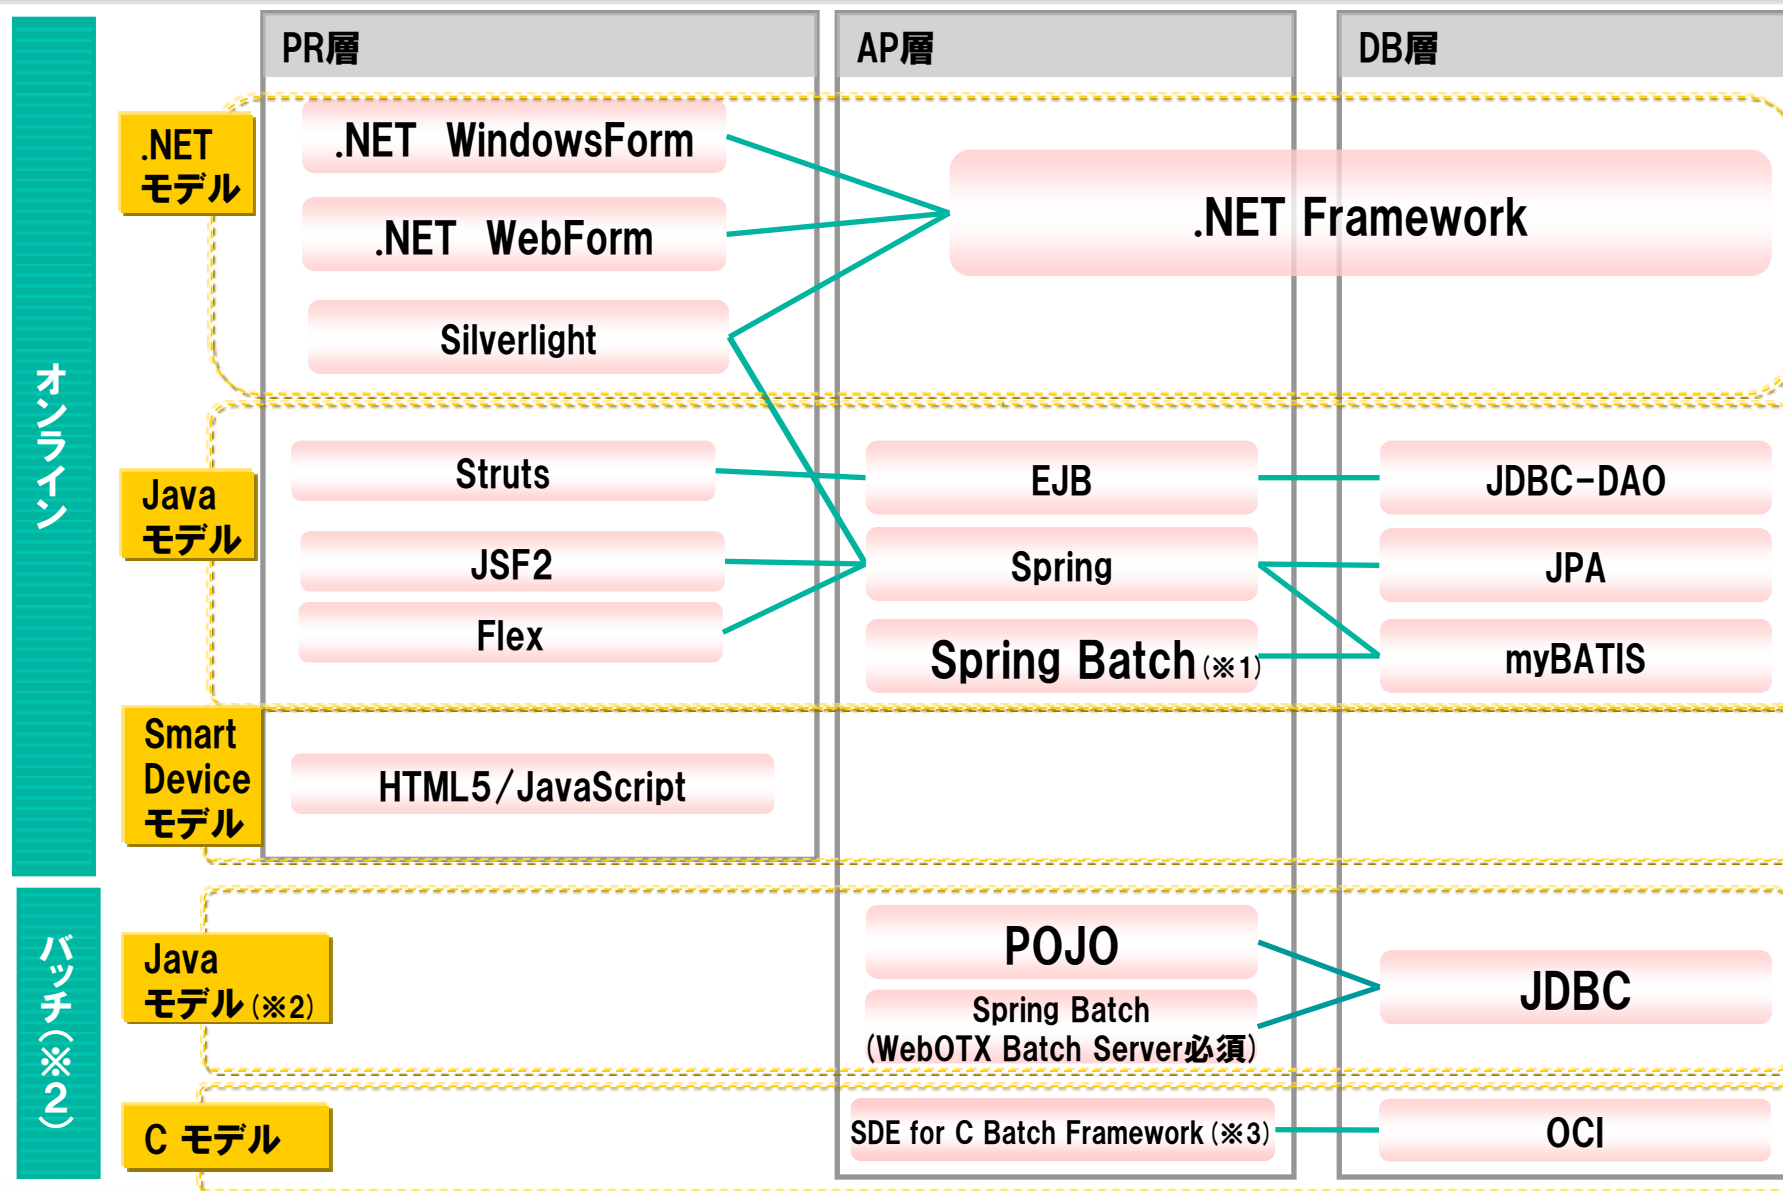 PR層
AP層
DB層
オンライン
.NET
モデル
.NET WindowsForm
.NET WebForm
Silverlight
.NET Framework
Java
モデル
Struts
JSF2
Flex
EJB
Spring
Spring Batch(※1)
JDBC-DAO
JPA
myBATIS
Smart
Device
モデル
HTML5/JavaScript
バッチ(※2)
Java
モデル(※2)
POJO
Spring Batch
(WebOTX Batch Server必須)
JDBC
C モデル
SDE for C Batch Framework(※3)
OCI